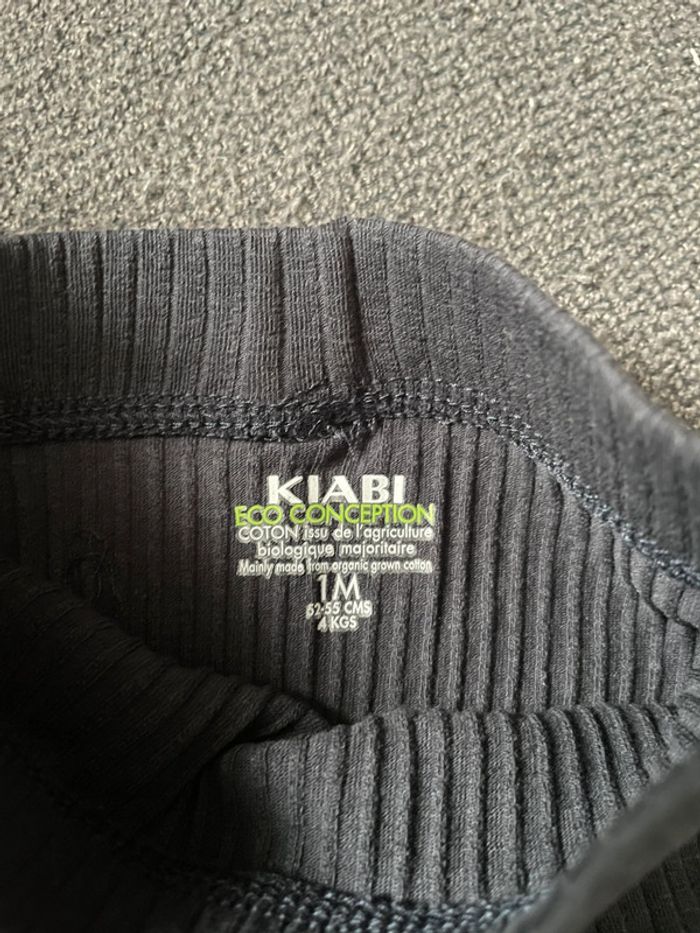 KIABI
ECO CONCEPTION
COTON issu de l'agriculture
biologique majoritaire
Mainly made from organic grown cotton
1M
52-55 CMS
4 KGS